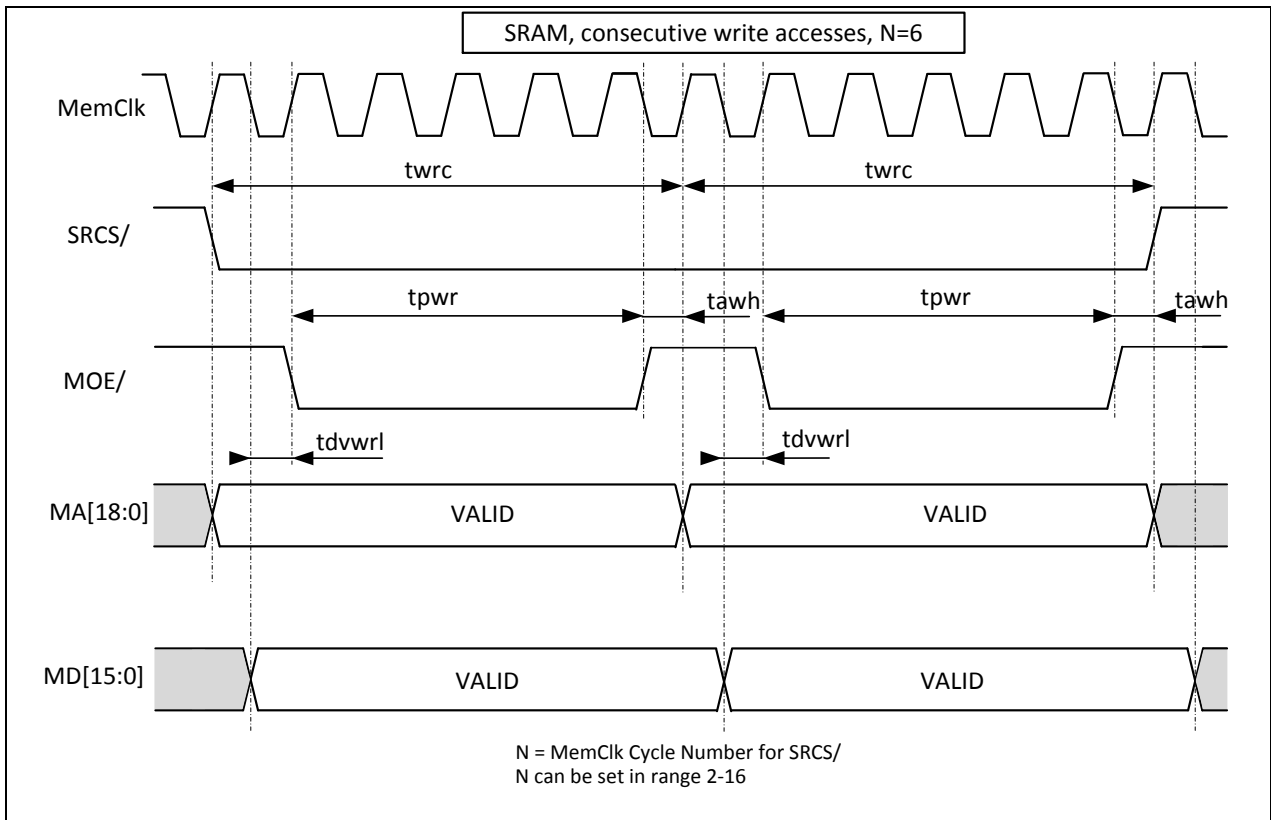 SRAM, consecutive write accesses, N=6
MemClk
twrc twrc
SRCS/
tpwr tawh tpwr tawh
MOE/
tdvwrl tdvwrl
MA[18:0] VALID VALID
MD[15:0] VALID VALID
N = MemClk Cycle Number for SRCS/
N can be set in range 2-16